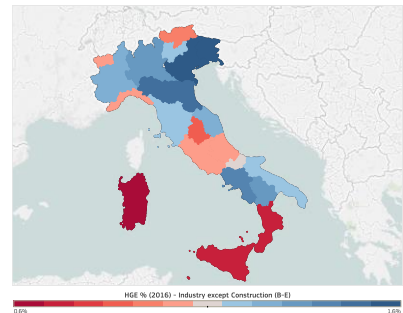 HGE % (2016) - Industry except Construction (B-E)
0.6% 1.6%